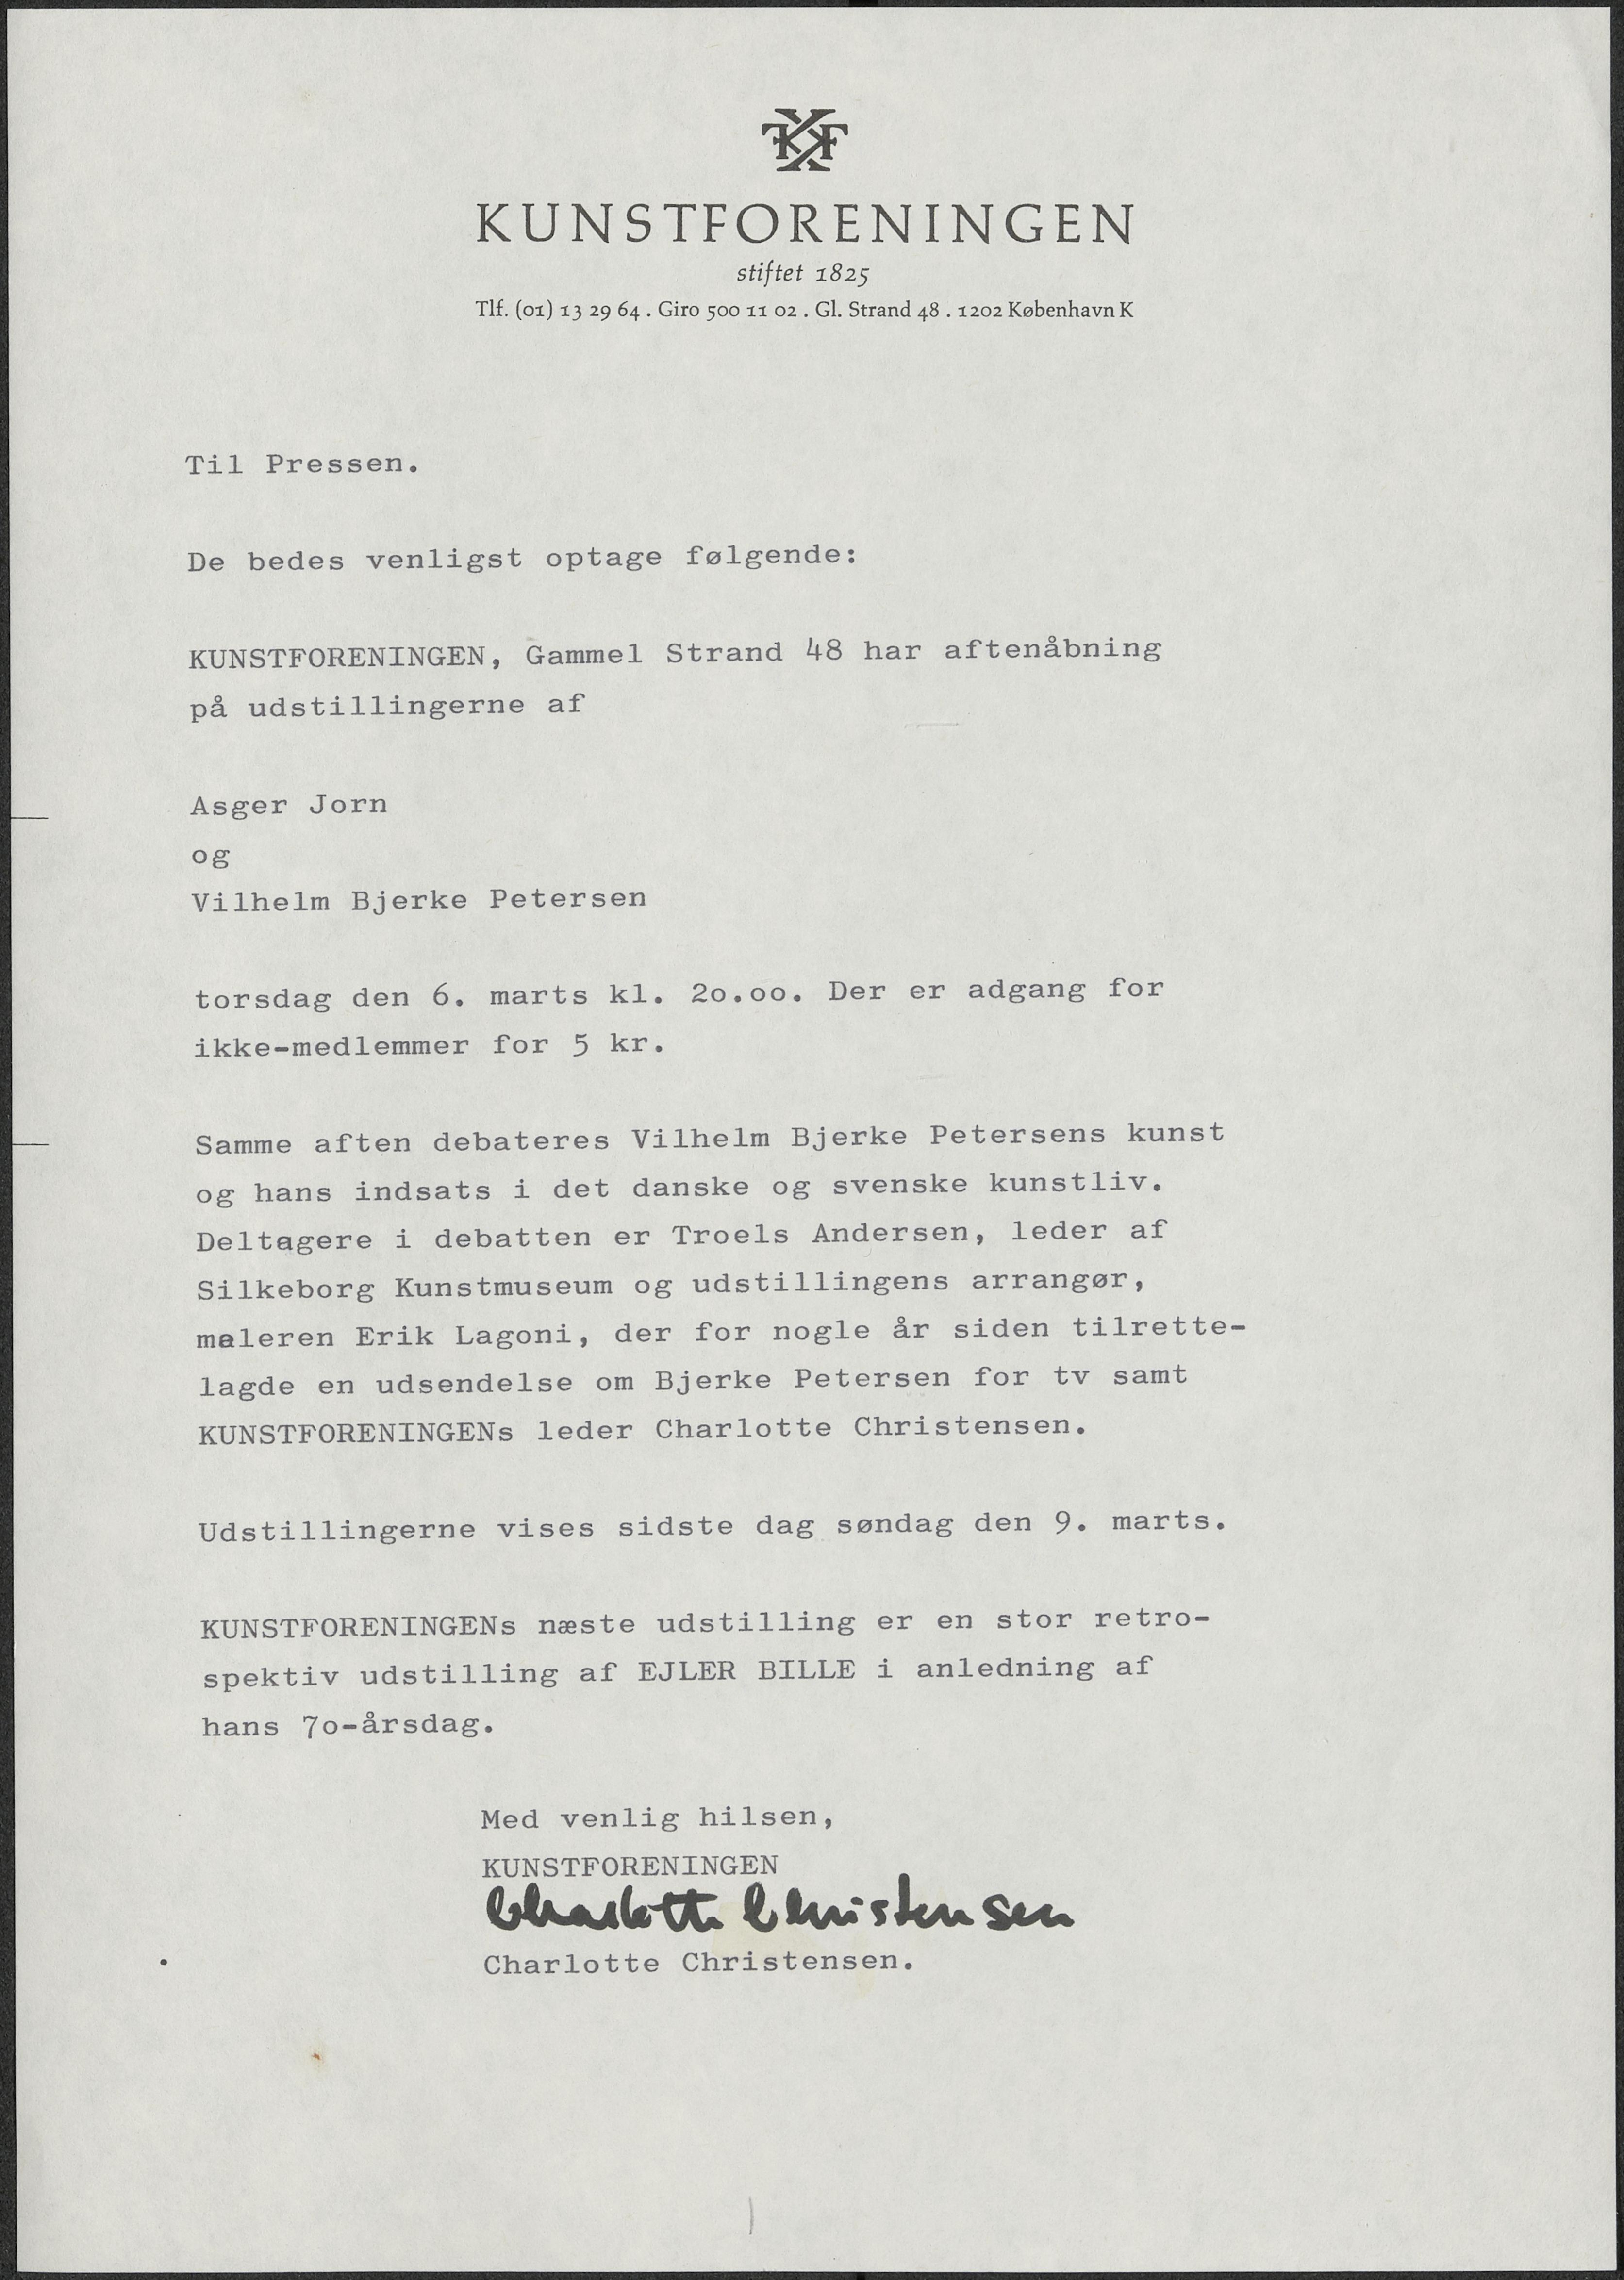 KUNSTFORENINGEN
stiftet 1825
Tlf. (01) 13 29 64 . Giro 500 11 02 . Gl. Strand 48 . 1202 København K
Til Pressen.
De bedes venligst optage følgende:
KUNSTFORENINGEN, Gammel Strand 48 har aftenåbning
på udstillingerne af
Asger Jorn
og
Vilhelm Bjerke Petersen
torsdag den 6. marts kl. 2o.oo. Der er adgang for
ikke-medlemmer for 5 kr.
Samme aften debateres Vilhelm Bjerke Petersens kunst
og hans indsats i det danske og svenske kunstliv.
Deltagere i debatten er Troels Andersen, leder af
Silkeborg Kunstmuseum og udstillingens arrangør,
maleren Erik Lagoni, der for nogle år siden tilrette-
lagde en udsendelse om Bjerke Petersen for tv samt
KUNSTFORENINGENs leder Charlotte Christensen.
Udstillingerne vises sidste dag søndag den 9. marts.
KUNSTFORENINGENs næste udstilling er en stor retro-
spektiv udstilling af EJLER BILLE i anledning af
hans 7o-årsdag.
Med venlig hilsen,
KUNSTFORENINGEN
Charlotte Christensen
Charlotte Christensen.